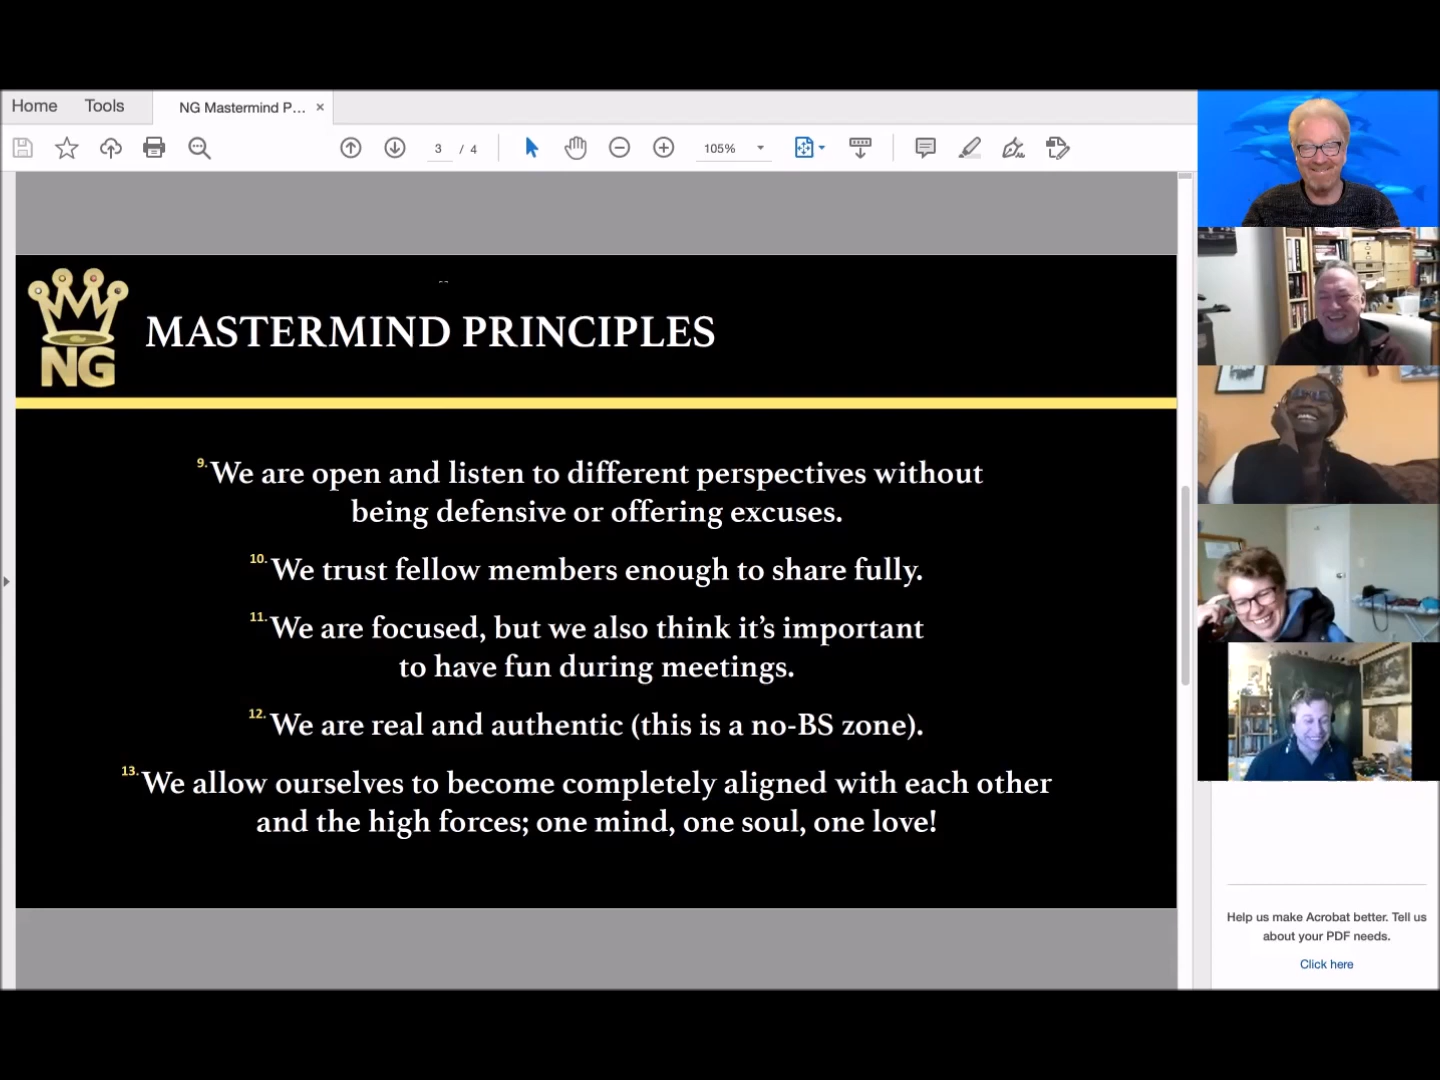 Home Tools NG Mastermind P... ×
3 / 4 105%
NG
MASTERMIND PRINCIPLES
9. We are open and listen to different perspectives without
being defensive or offering excuses.
10. We trust fellow members enough to share fully.
11. We are focused, but we also think it's important
to have fun during meetings.
12. We are real and authentic (this is a no-BS zone).
13. We allow ourselves to become completely aligned with each other
and the high forces; one mind, one soul, one love!
Help us make Acrobat better. Tell us
about your PDF needs.
Click here